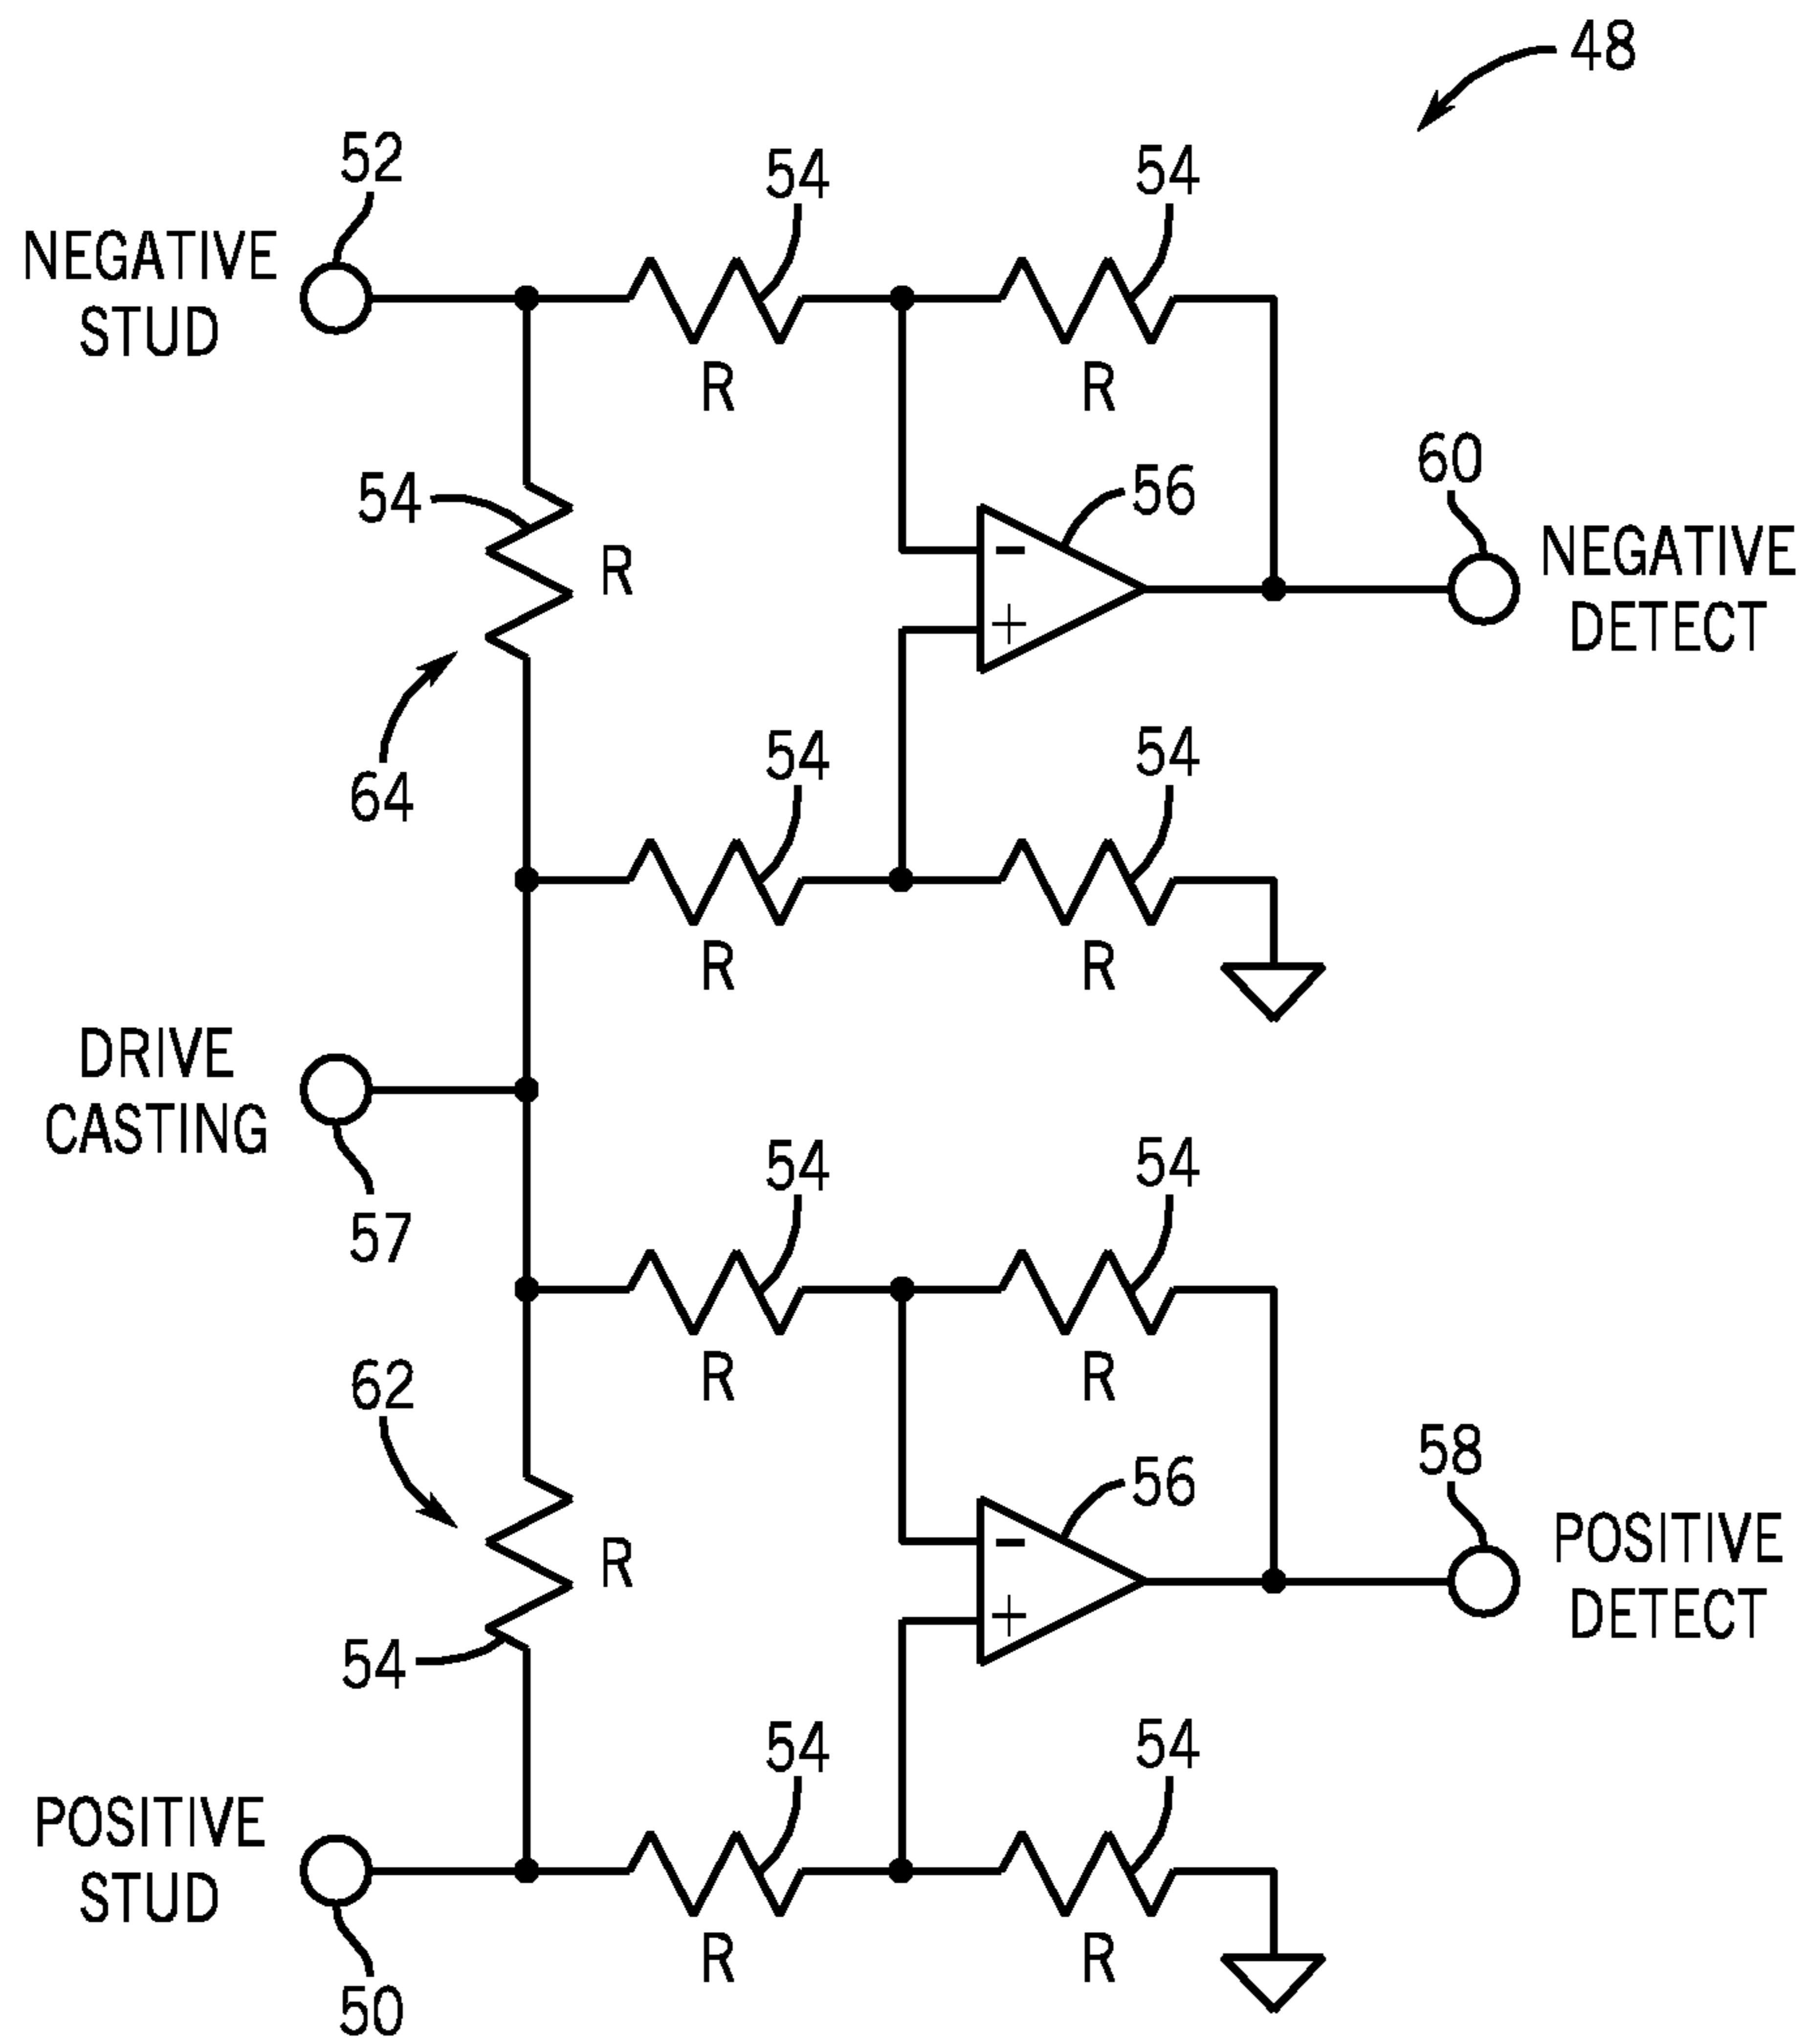 48
52
54
54
NEGATIVE
STUD
R
R
60
54
56
R
-
NEGATIVE
DETECT
+
54
54
64
R
R
DRIVE
CASTING
54
54
57
R
R
62
58
56
R
-
POSITIVE
DETECT
+
54
54
54
POSITIVE
STUD
R
R
50